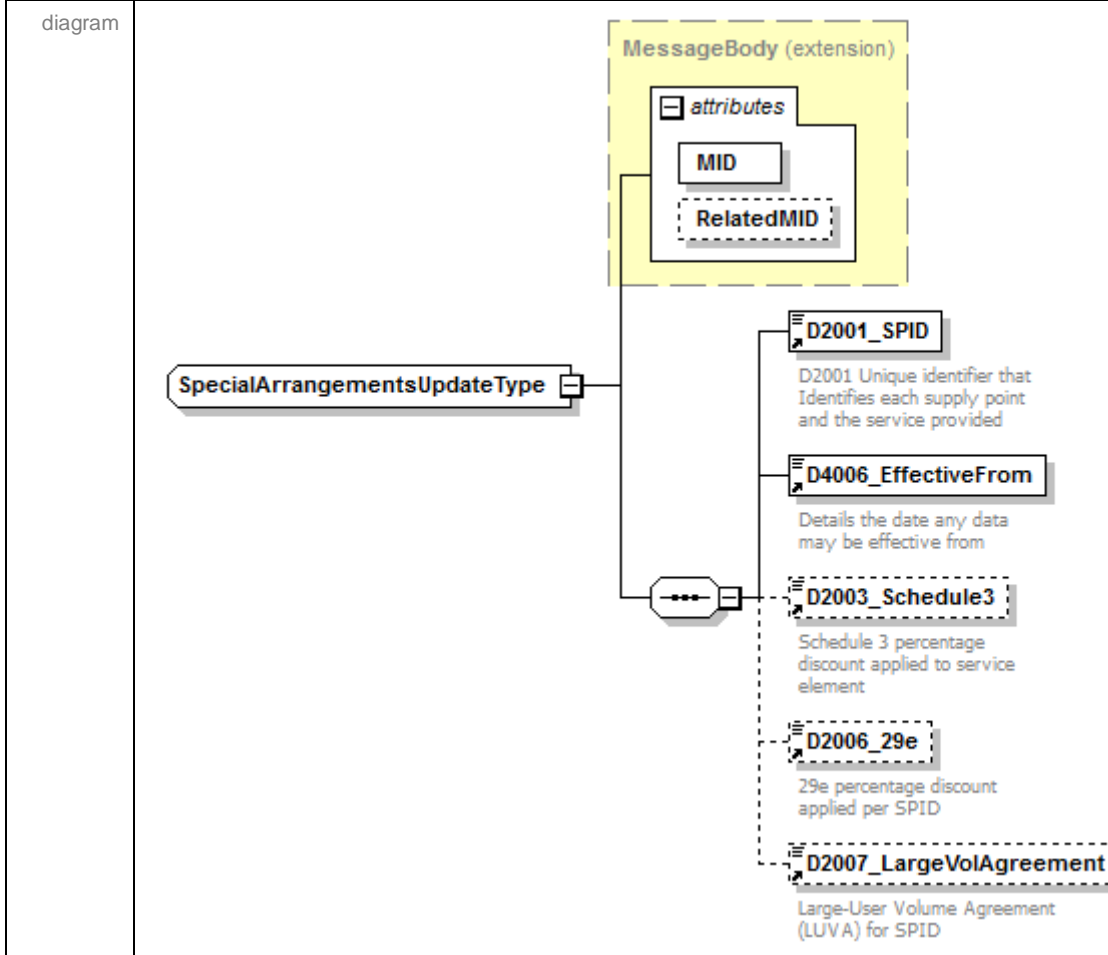 diagram
MessageBody (extension)
attributes
MID
RelatedMID
SpecialArrangementsUpdateType
D2001_SPID
D2001 Unique identifier that
Identifies each supply point
and the service provided
D4006_EffectiveFrom
Details the date any data
may be effective from
D2003_Schedule3
Schedule 3 percentage
discount applied to service
element
D2006_29e
29e percentage discount
applied per SPID
D2007_LargeVolAgreement
Large-User Volume Agreement
(LUVA) for SPID